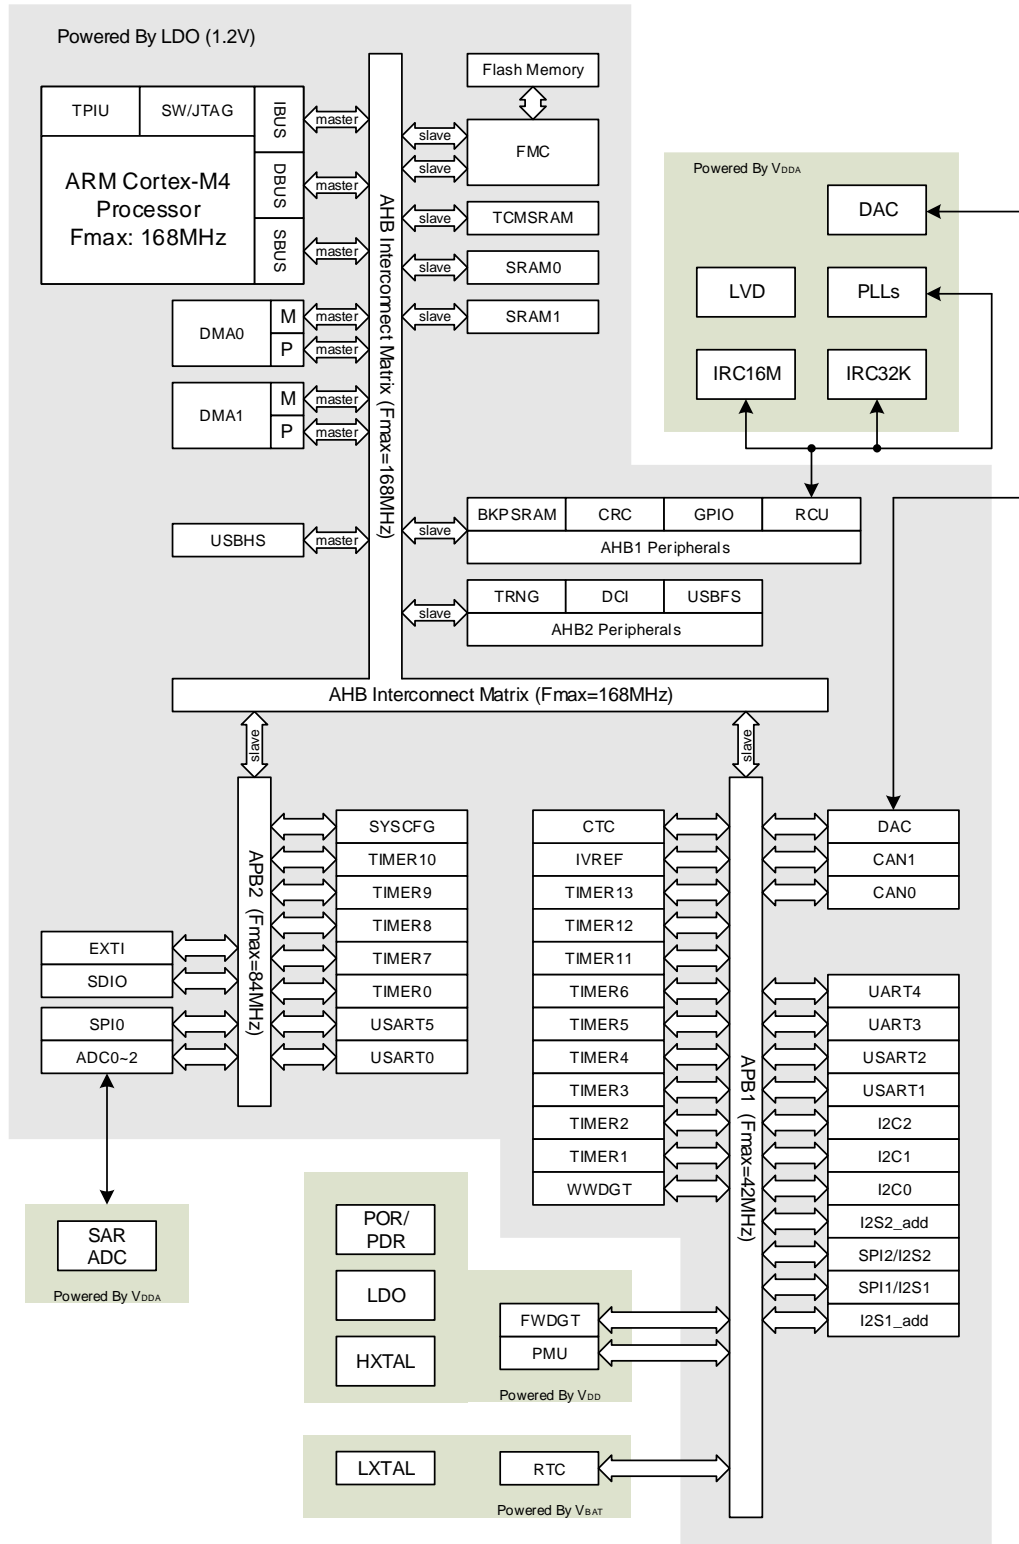 Powered By LDO (1.2V)
TPIU
SW/JTAG
IBUS
DBUS
SBUS
ARM Cortex-M4
Processor
Fmax: 168MHz
master
master
master
DMA0
M
P
master
master
DMA1
M
P
master
master
USBHS
master
AHB Interconnect Matrix (Fmax=168MHz)
Flash Memory
slave
slave
FMC
slave
TCMSRAM
slave
SRAM0
slave
SRAM1
Powered By VDDA
DAC
LVD
PLLs
IRC16M
IRC32K
slave
BKPSRAM
CRC
GPIO
RCU
AHB1 Peripherals
slave
TRNG
DCI
USBFS
AHB2 Peripherals
AHB Interconnect Matrix (Fmax=168MHz)
slave
slave
APB2 (Fmax=84MHz)
SYSCFG
TIMER10
TIMER9
TIMER8
TIMER7
TIMER0
USART5
USART0
EXTI
SDIO
SPI0
ADC0~2
SAR
ADC
Powered By VDDA
CTC
IVREF
TIMER13
TIMER12
TIMER11
TIMER6
TIMER5
TIMER4
TIMER3
TIMER2
TIMER1
WWDGT
APB1 (Fmax=42MHz)
DAC
CAN1
CAN0
UART4
UART3
USART2
USART1
I2C2
I2C1
I2C0
I2S2_add
SPI2/I2S2
SPI1/I2S1
I2S1_add
POR/
PDR
LDO
HXTAL
FWDGT
PMU
Powered By VDD
LXTAL
RTC
Powered By VBAT